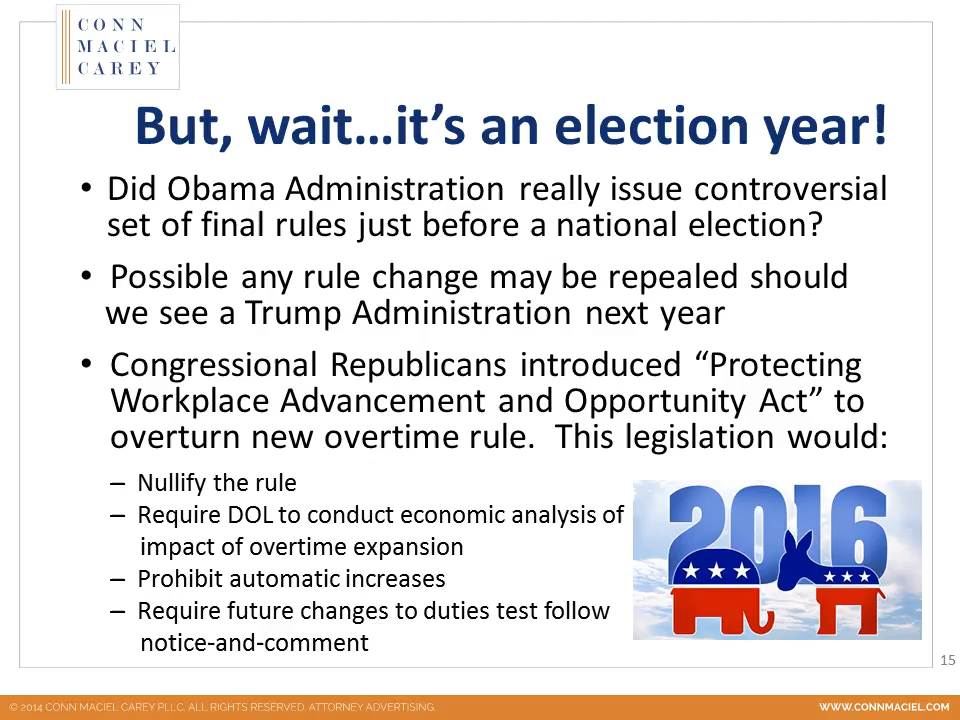 CONN
MACIEL
CAREY
But, wait…it’s an election year!
• Did Obama Administration really issue controversial
set of final rules just before a national election?
• Possible any rule change may be repealed should
we see a Trump Administration next year
• Congressional Republicans introduced “Protecting
Workplace Advancement and Opportunity Act” to
overturn new overtime rule. This legislation would:
– Nullify the rule
– Require DOL to conduct economic analysis of
impact of overtime expansion
– Prohibit automatic increases
– Require future changes to duties test follow
notice-and-comment
2016
15
© 2014 CONN MACIEL CAREY PLLC. ALL RIGHTS RESERVED. ATTORNEY ADVERTISING.
WWW.CONNMACIEL.COM